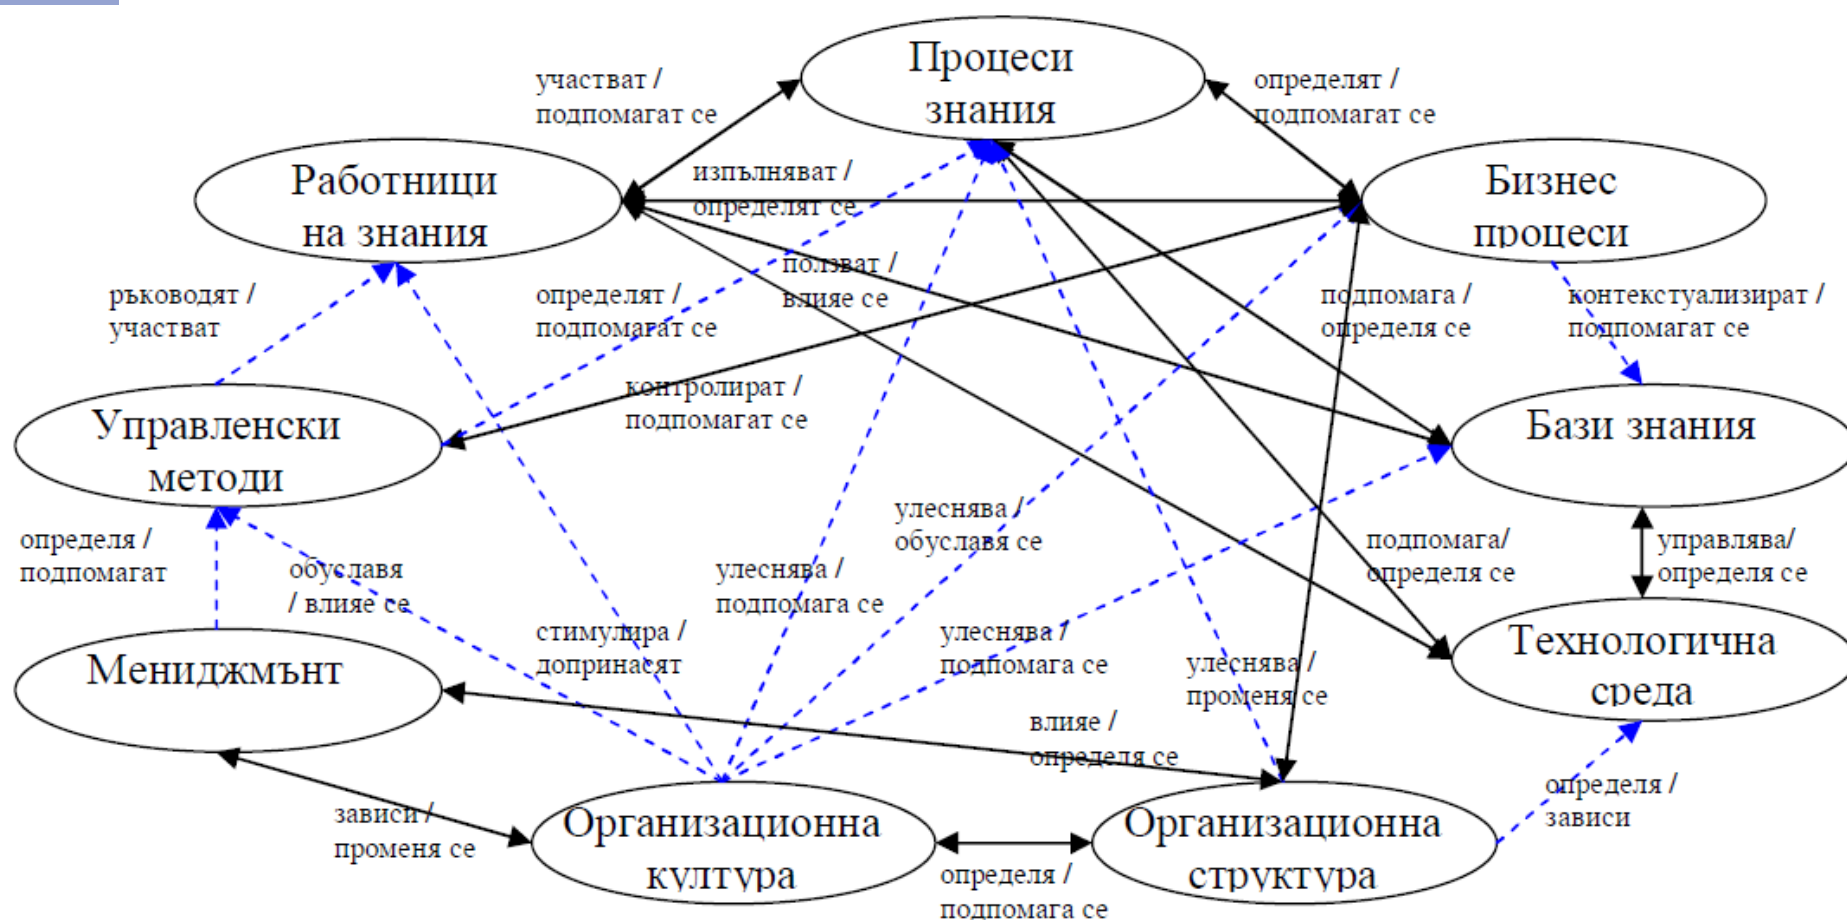 Процеси
знания
участват /
подпомагат се
определят /
подпомагат се
Работници
на знания
изпълняват /
определят се
Бизнес
процеси
ръководят /
участват
определят /
подпомагат се
ползват /
влияе се
подпомага /
определя се
контекстуализират /
подпомагат се
Управленски
методи
контролират /
подпомагат се
Бази знания
определя /
подпомагат
обуславя
/ влияе се
улеснява /
подпомага се
улеснява /
обуславя се
подпомага/
определя се
управлява/
определя се
Мениджмънт
стимулира /
допринасят
улеснява /
подпомага се
улеснява /
променя се
Технологична
среда
влияе /
определя се
зависи /
променя се
Организационна
култура
определя /
подпомага се
Организационна
структура
определя /
зависи